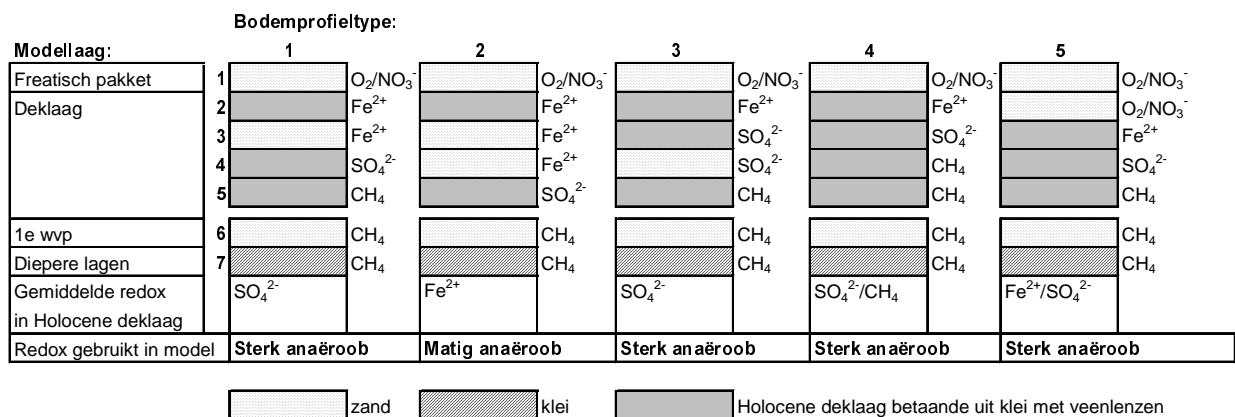 Bodemprofieltype:
Modellaag: 1 2 3 4 5
Freatisch pakket 1 O₂/NO₃⁻ O₂/NO₃⁻ O₂/NO₃⁻ O₂/NO₃⁻ O₂/NO₃⁻
Deklaag 2 Fe²⁺ Fe²⁺ Fe²⁺ Fe²⁺ O₂/NO₃⁻
3 Fe²⁺ Fe²⁺ SO₄²⁻ SO₄²⁻ Fe²⁺
4 SO₄²⁻ Fe²⁺ SO₄²⁻ CH₄ SO₄²⁻
5 CH₄ SO₄²⁻ CH₄ CH₄ CH₄
1e wvp 6 CH₄ CH₄ CH₄ CH₄ CH₄
Diepere lagen 7 CH₄ CH₄ CH₄ CH₄ CH₄
Gemiddelde redox SO₄²⁻ Fe²⁺ SO₄²⁻ SO₄²⁻/CH₄ Fe²⁺/SO₄²⁻
in Holocene deklaag
Redox gebruikt in model Sterk anaëroob Matig anaëroob Sterk anaëroob Sterk anaëroob Sterk anaëroob
zand klei Holocene deklaag betaande uit klei met veenlenzen